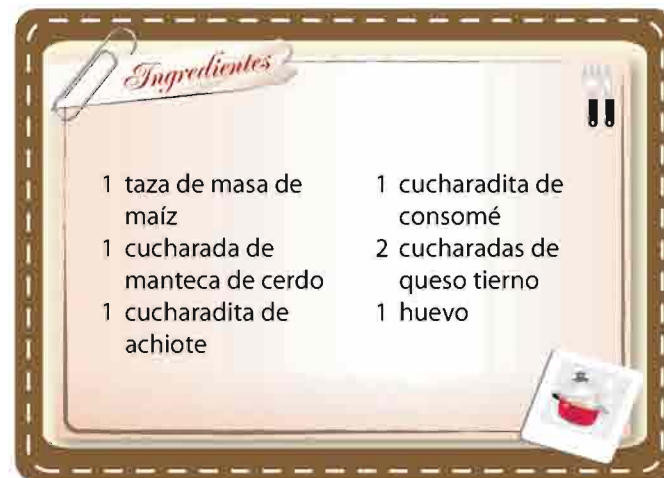 Ingredientes
1 taza de masa de
maíz
1 cucharada de
manteca de cerdo
1 cucharadita de
achiote
1 cucharadita de
consomé
2 cucharadas de
queso tierno
1 huevo